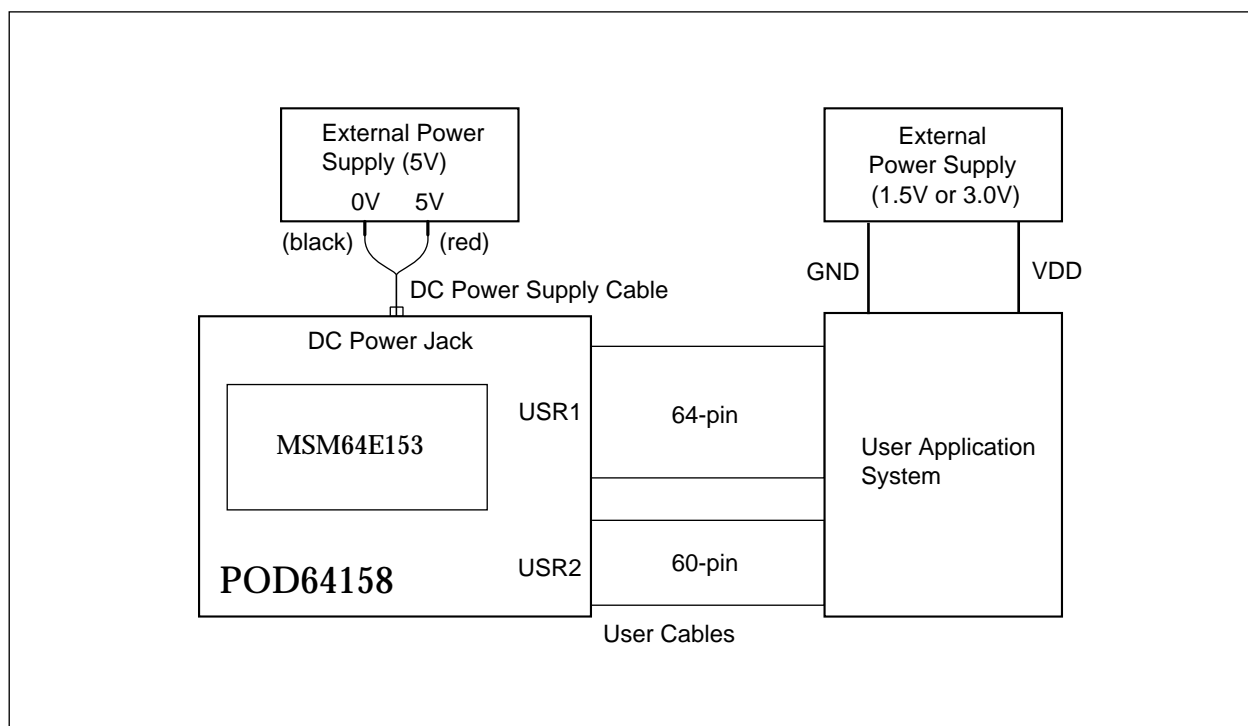 External Power
Supply (5V)
0V 5V
(black) (red)
DC Power Supply Cable
DC Power Jack
MSM64E153
USR1
USR2
POD64158
64-pin
60-pin
User Cables
External
Power Supply
(1.5V or 3.0V)
GND VDD
User Application
System